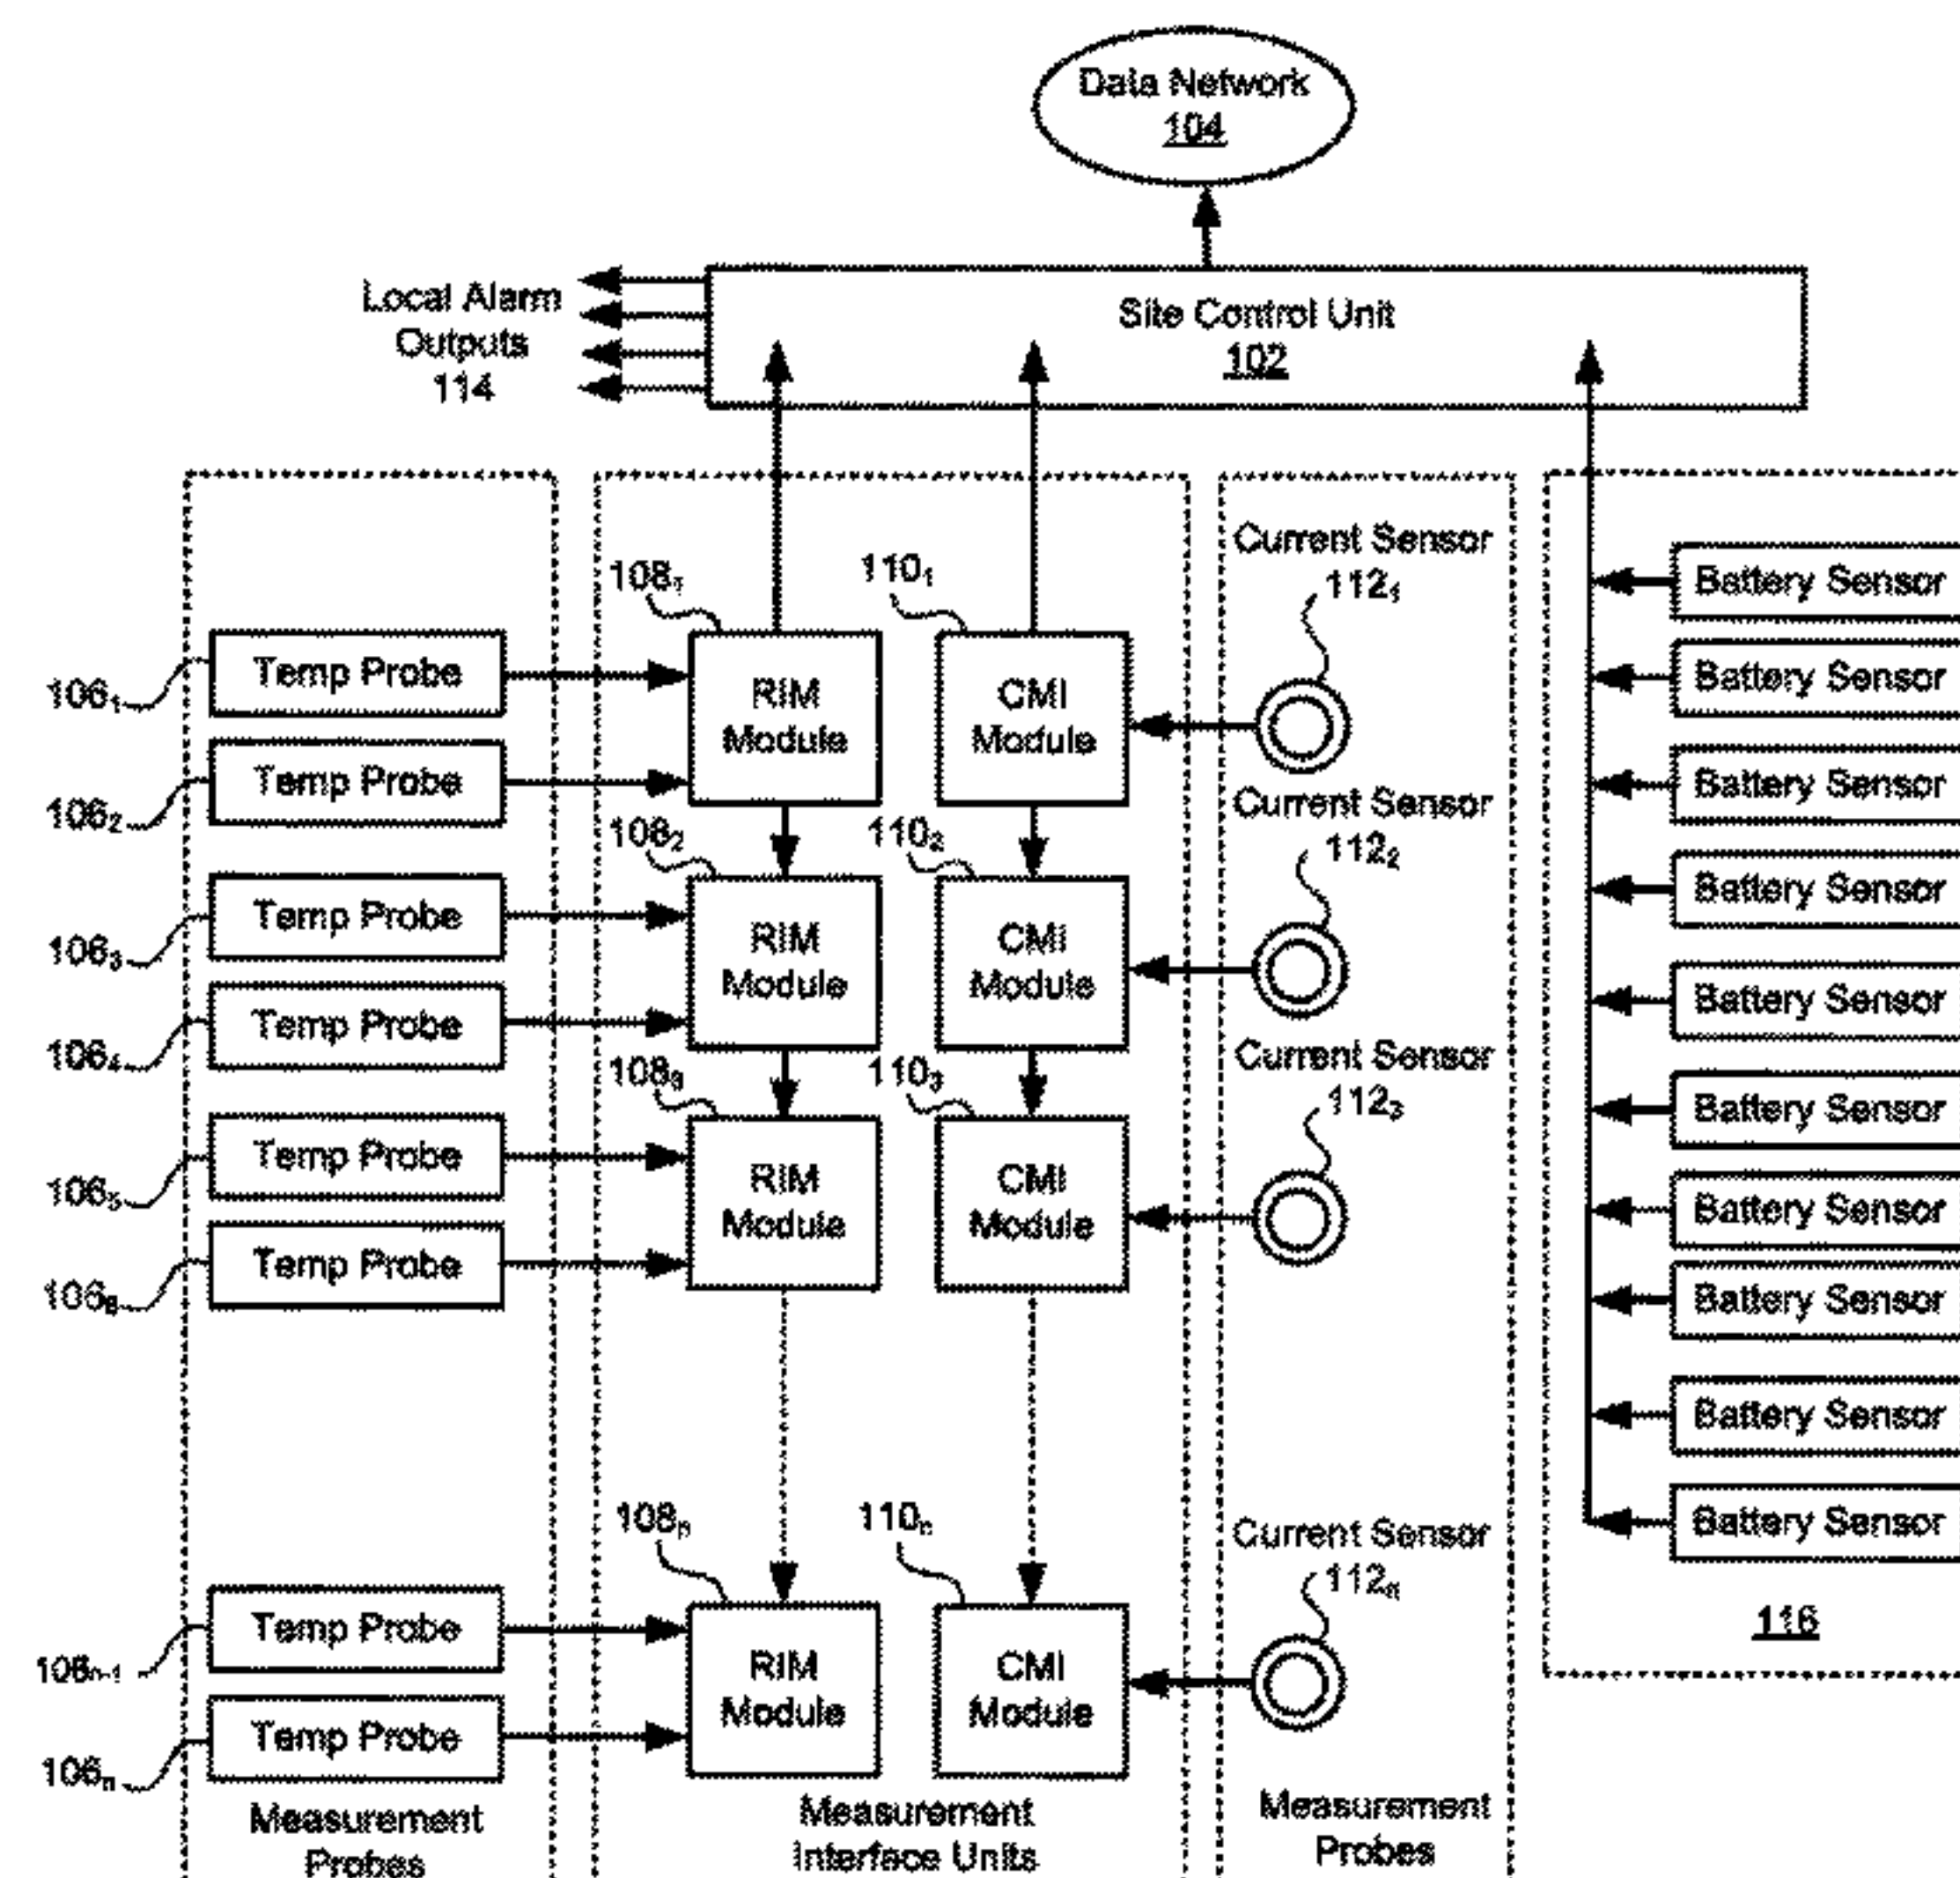 Data Network
104
Local Alarm
Outputs
114
Site Control Unit
102
Current Sensor
112₁
108₁
110₁
Temp Probe
106₁
RIM
Module
CMI
Module
Temp Probe
106₂
Current Sensor
112₂
108₂
110₂
Temp Probe
106₃
RIM
Module
CMI
Module
Temp Probe
106₄
Current Sensor
112₃
108₃
110₃
Temp Probe
106₅
RIM
Module
CMI
Module
Temp Probe
106₆
108ₙ
110ₙ
Current Sensor
112ₙ
Temp Probe
106ₙ₋₁
RIM
Module
CMI
Module
Temp Probe
106ₙ
Measurement
Probes
Measurement
Interface Units
Measurement
Probes
Battery Sensor
Battery Sensor
Battery Sensor
Battery Sensor
Battery Sensor
Battery Sensor
Battery Sensor
Battery Sensor
Battery Sensor
Battery Sensor
116